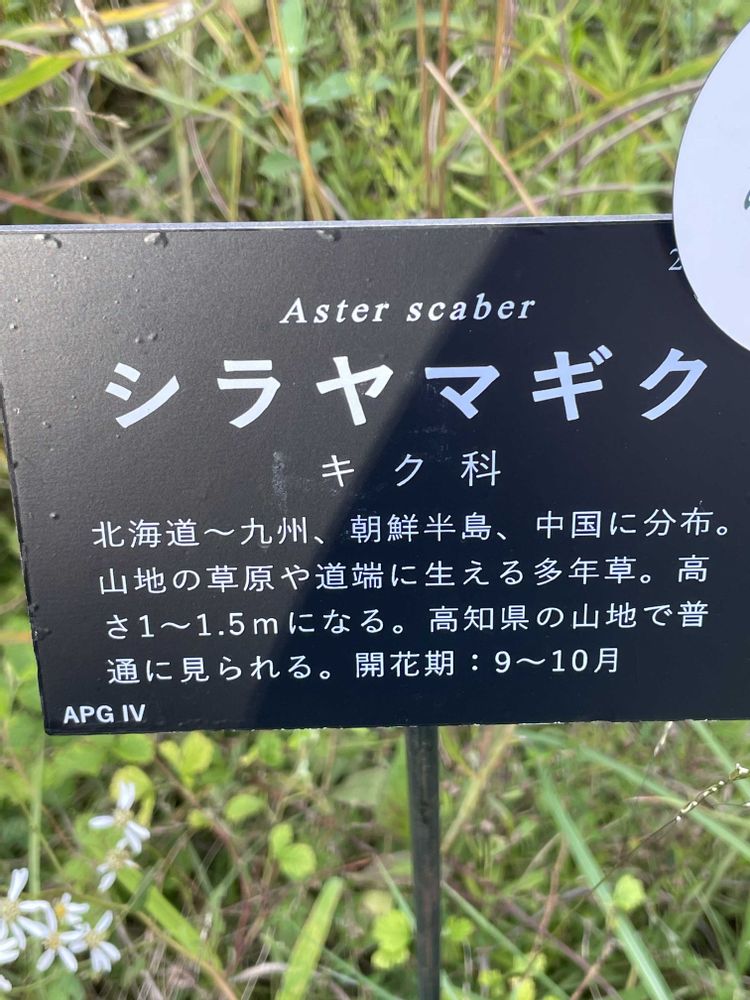 Aster scaber
シラヤマギク
キク科
北海道～九州、朝鮮半島、中国に分布。
山地の草原や道端に生える多年草。高
さ1～1.5mになる。高知県の山地で普
通に見られる。開花期：9～10月
APG IV